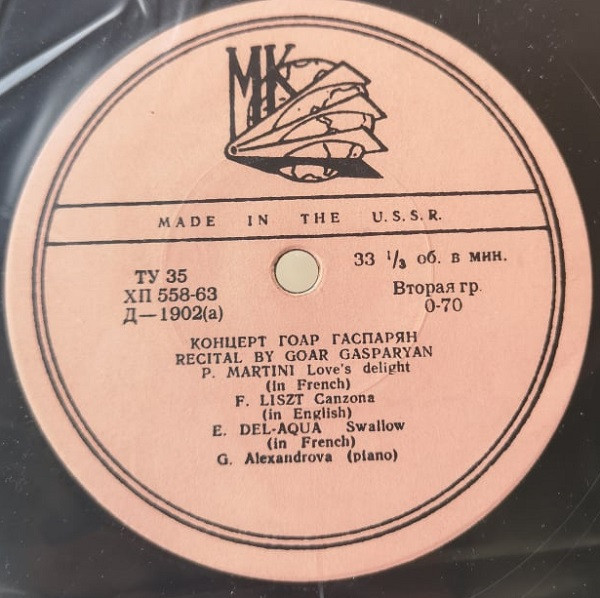 МК
MADE IN THE U.S.S.R.
33 1/3 об. в мин.
ТУ 35
ХП 558-63
Д—1902(а)
Вторая гр.
0-70
КОНЦЕРТ ГОАР ГАСПАРЯН
RECITAL BY GOAR GASPARYAN
P. MARTINI Love's delight
(in French)
F. LISZT Canzona
(in English)
E. DEL-AQUA Swallow
(in French)
G. Alexandrova (piano)